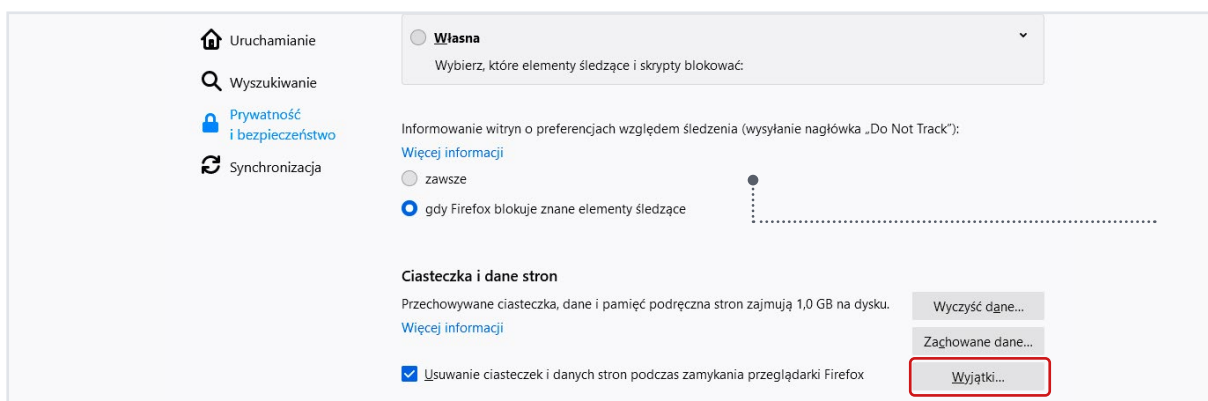 Uruchamianie
Wyszukiwanie
Prywatność
i bezpieczeństwo
Synchronizacja
Własna
Wybierz, które elementy śledzące i skrypty blokować:
Informowanie witryn o preferencjach względem śledzenia (wysyłanie nagłówka „Do Not Track”):
Więcej informacji
zawsze
gdy Firefox blokuje znane elementy śledzące
Ciasteczka i dane stron
Przechowywane ciasteczka, dane i pamięć podręczna stron zajmują 1,0 GB na dysku.
Wyczyść dane...
Więcej informacji
Zachowane dane...
Usuwanie ciasteczek i danych stron podczas zamykania przeglądarki Firefox
Wyjątki...